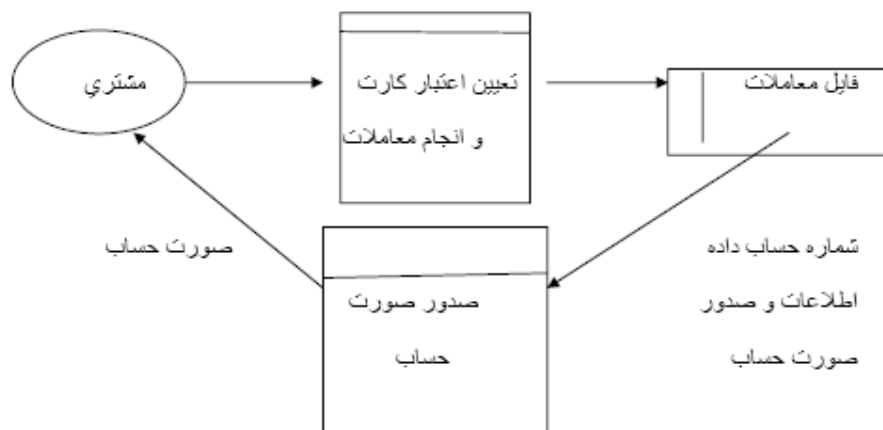 مشتري
تعيين اعتبار كارت
و انجام معاملات
فايل معاملات
شماره حساب داده
اطلاعات و صدور
صورت حساب
صدور صورت
حساب
صورت حساب